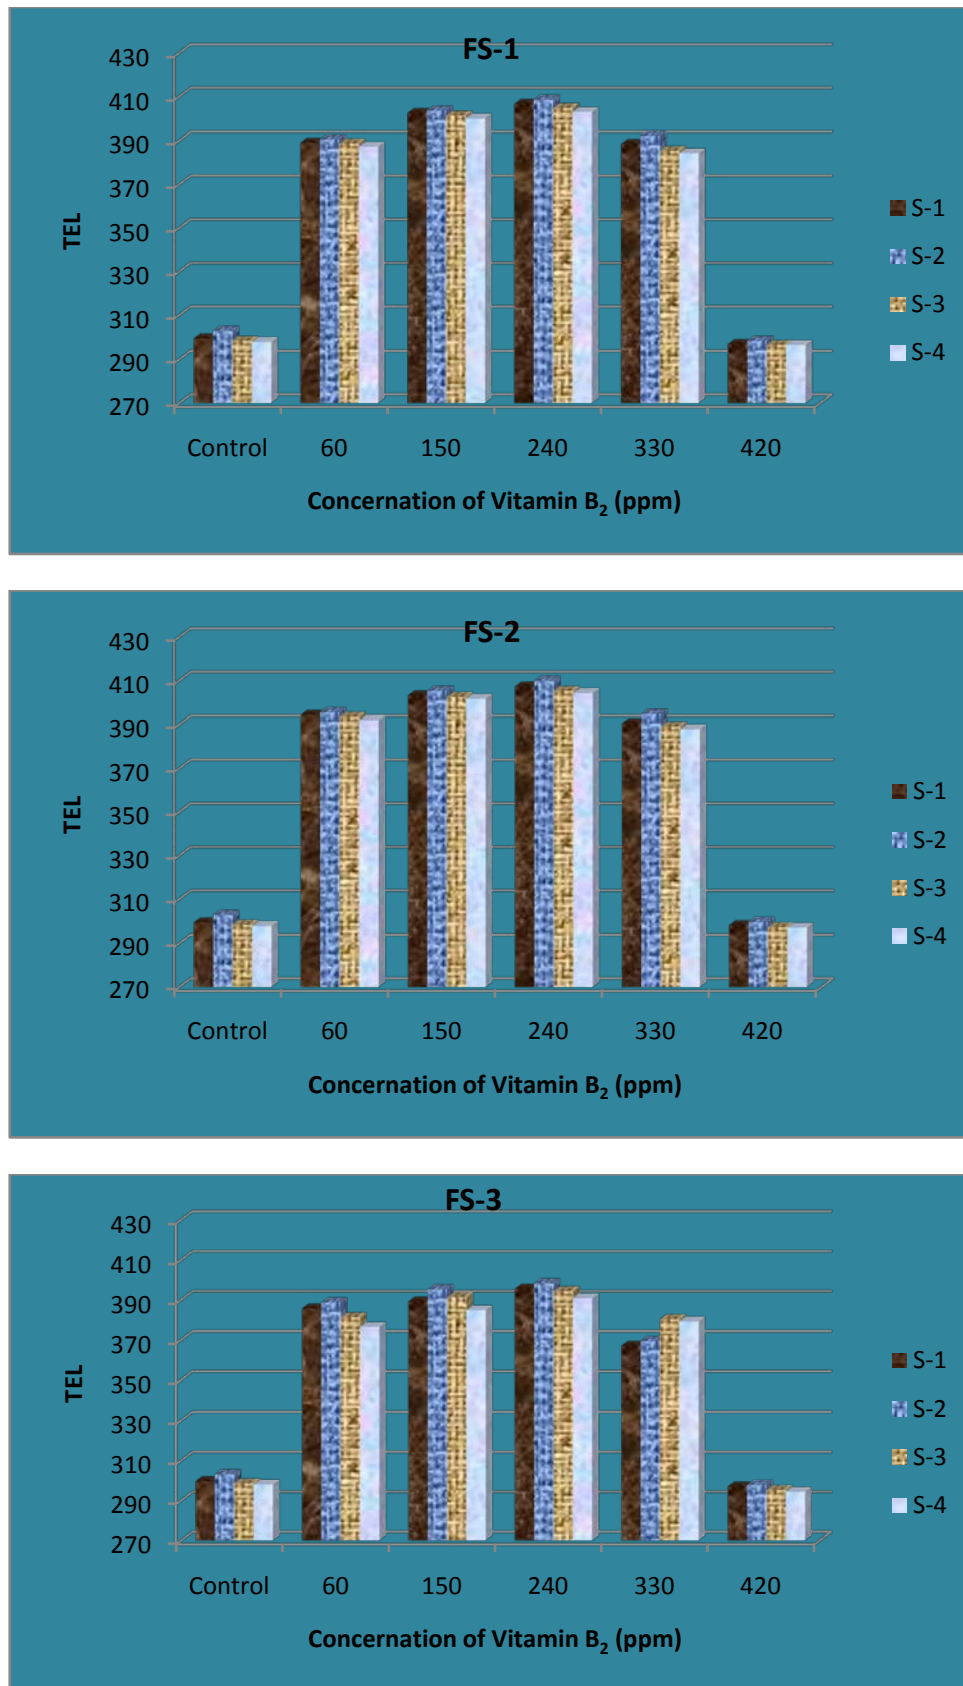 FS-1
430
410
390
370
350
330
310
290
270
TEL
Control 60 150 240 330 420
Concernation of Vitamin B₂ (ppm)
S-1
S-2
S-3
S-4
FS-2
430
410
390
370
350
330
310
290
270
TEL
Control 60 150 240 330 420
Concernation of Vitamin B₂ (ppm)
S-1
S-2
S-3
S-4
FS-3
430
410
390
370
350
330
310
290
270
TEL
Control 60 150 240 330 420
Concernation of Vitamin B₂ (ppm)
S-1
S-2
S-3
S-4